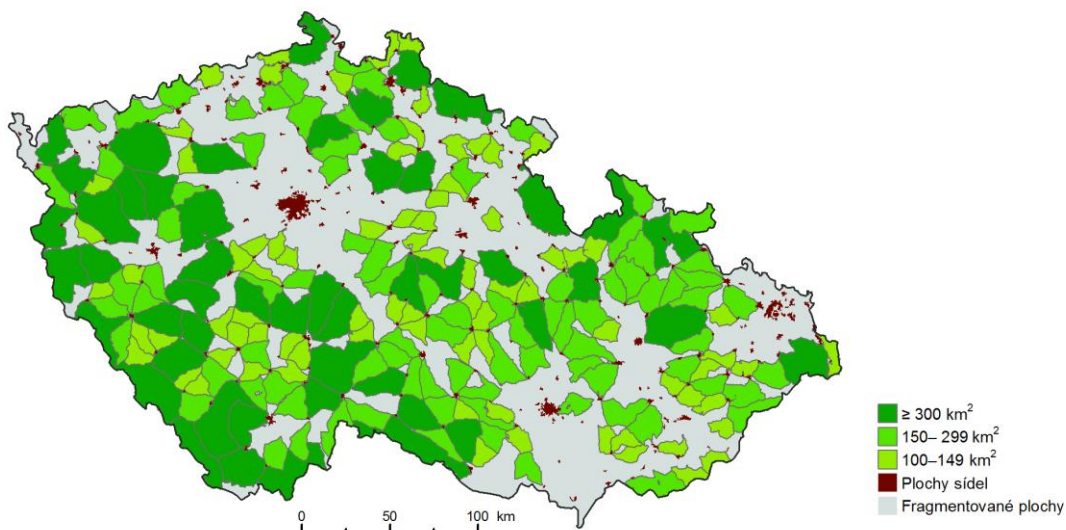 ≥ 300 km²
150– 299 km²
100–149 km²
Plochy sídel
Fragmentované plochy
0 50 100 km